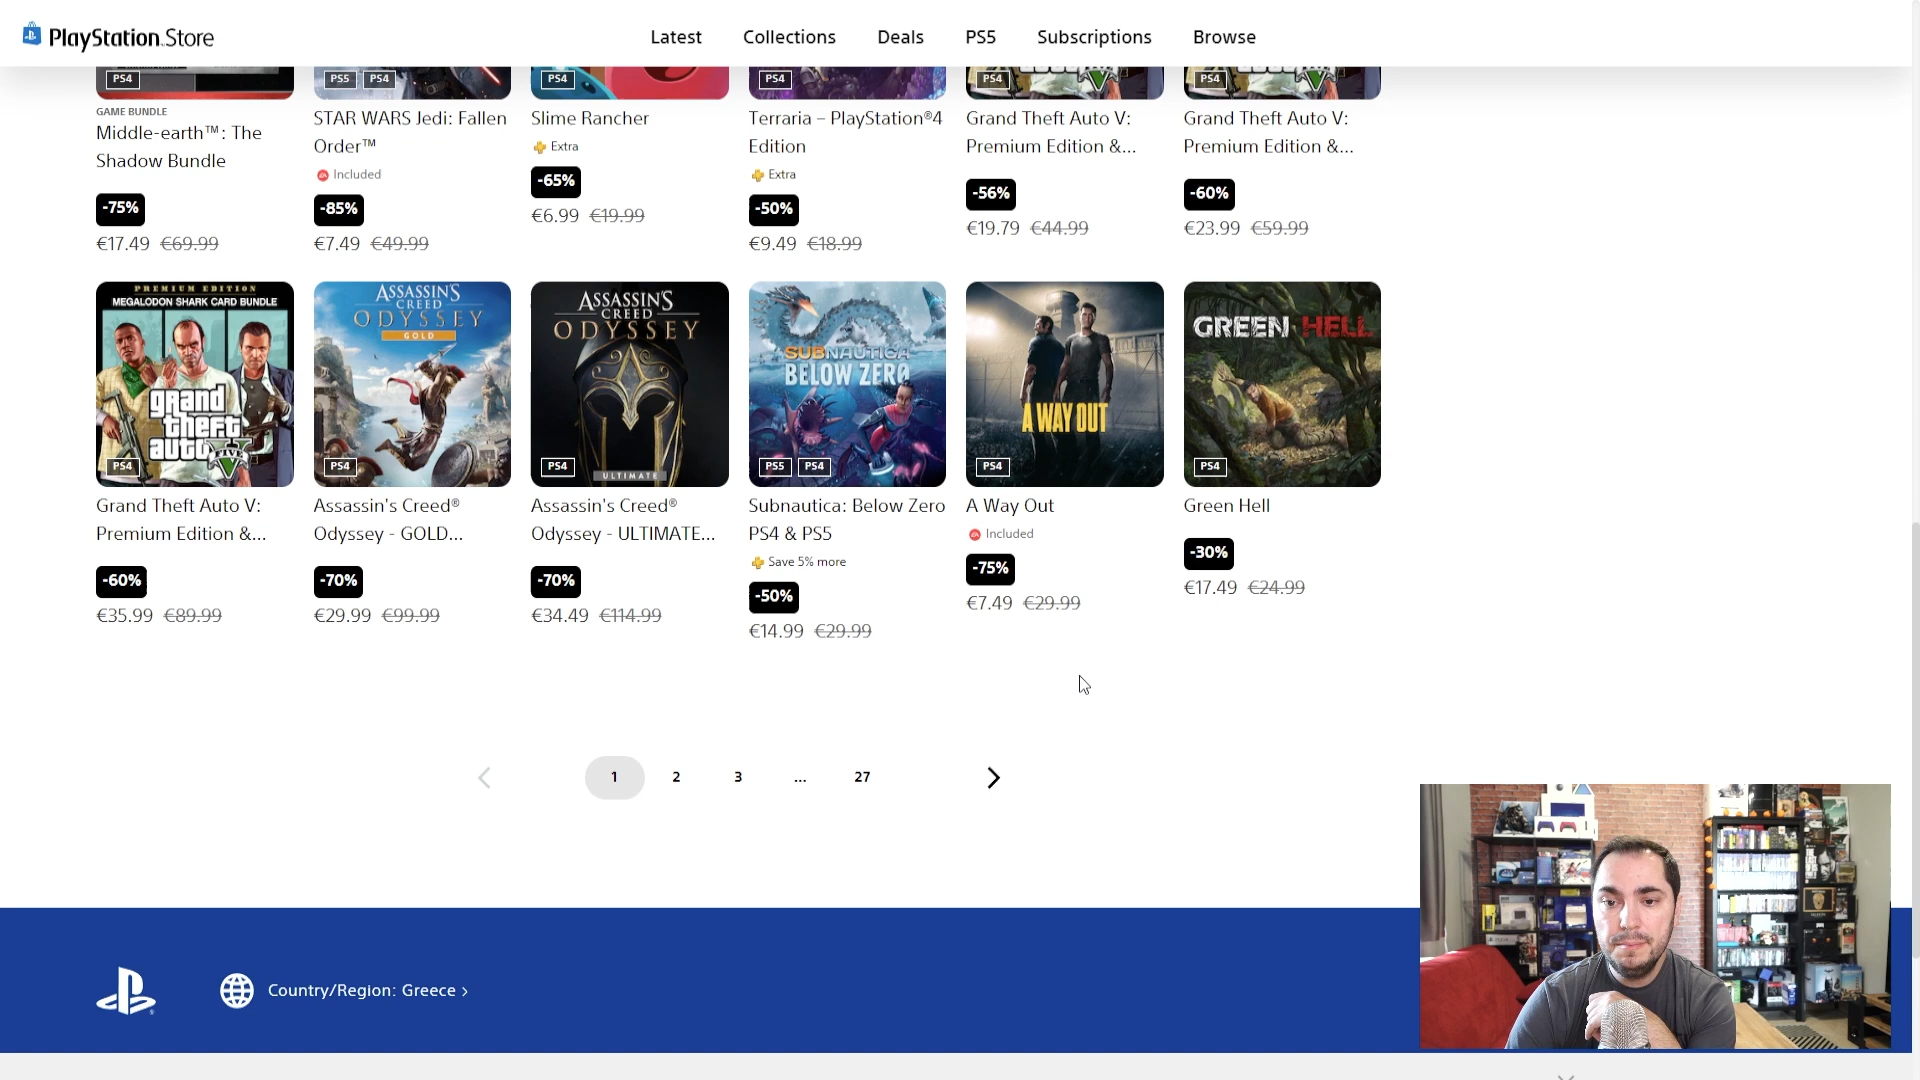 PlayStation Store
Latest
Collections
Deals
PS5
Subscriptions
Browse
PS4
PS5 PS4
PS4
PS4
PS4
PS4
GAME BUNDLE
Middle-earth™: The
Shadow Bundle
-75%
€17.49 €69.99
STAR WARS Jedi: Fallen
Order™
Included
-85%
€7.49 €49.99
Slime Rancher
Extra
-65%
€6.99 €19.99
Terraria – PlayStation®4
Edition
Extra
-50%
€9.49 €18.99
Grand Theft Auto V:
Premium Edition &...
-56%
€19.79 €44.99
Grand Theft Auto V:
Premium Edition &...
-60%
€23.99 €59.99
PREMIUM EDITION
MEGALODON SHARK CARD BUNDLE
grand
theft
auto
FIVE
PS4
Grand Theft Auto V:
Premium Edition &...
-60%
€35.99 €89.99
ASSASSIN'S
CREED
ODYSSEY
GOLD
PS4
Assassin's Creed®
Odyssey - GOLD...
-70%
€29.99 €99.99
ASSASSIN'S
CREED
ODYSSEY
ULTIMATE
PS4
Assassin's Creed®
Odyssey - ULTIMATE...
-70%
€34.49 €114.99
SUBNAUTICA
BELOW ZERO
PS5 PS4
Subnautica: Below Zero
PS4 & PS5
Save 5% more
-50%
€14.99 €29.99
A WAY OUT
PS4
A Way Out
Included
-75%
€7.49 €29.99
GREEN HELL
PS4
Green Hell
-30%
€17.49 €24.99
1 2 3 ... 27
Country/Region: Greece ›